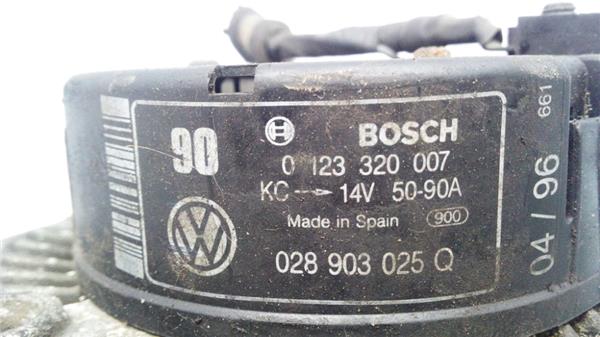 90
BOSCH
0 123 320 007
KC → 14V 50-90A
Made in Spain 900
VW
028 903 025 Q
04 / 96
661